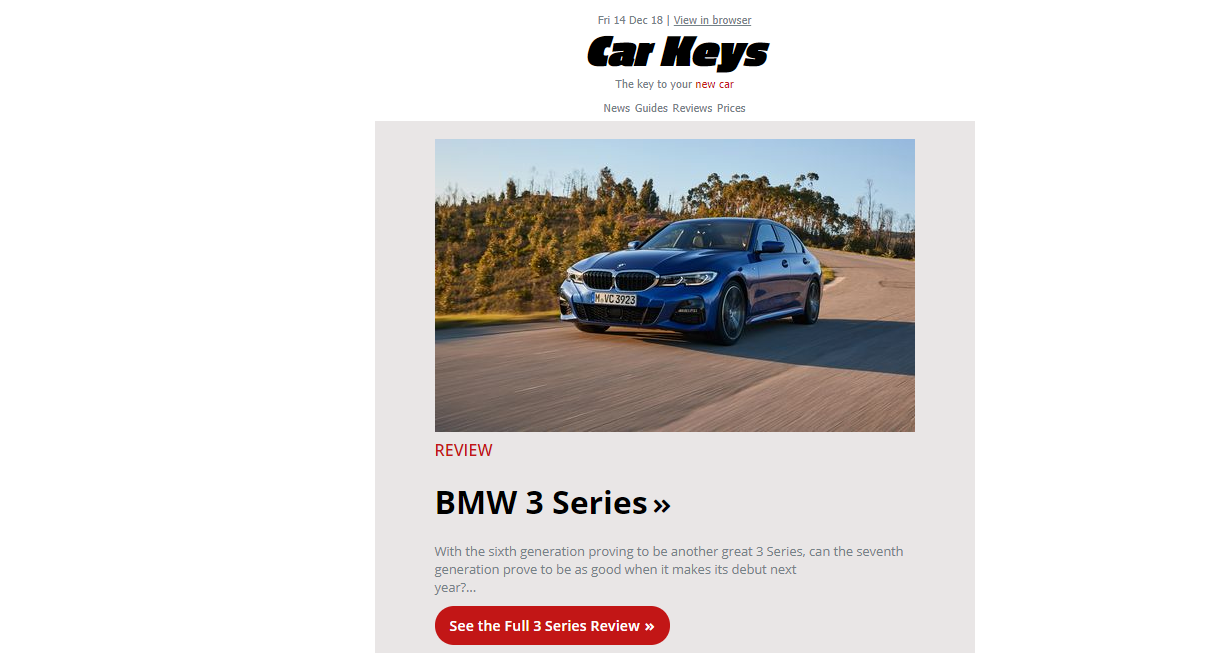 Fri 14 Dec 18 | View in browser
Car Keys
The key to your new car
News Guides Reviews Prices
M VC 3923
REVIEW
BMW 3 Series »
With the sixth generation proving to be another great 3 Series, can the seventh
generation prove to be as good when it makes its debut next
year?...
See the Full 3 Series Review »